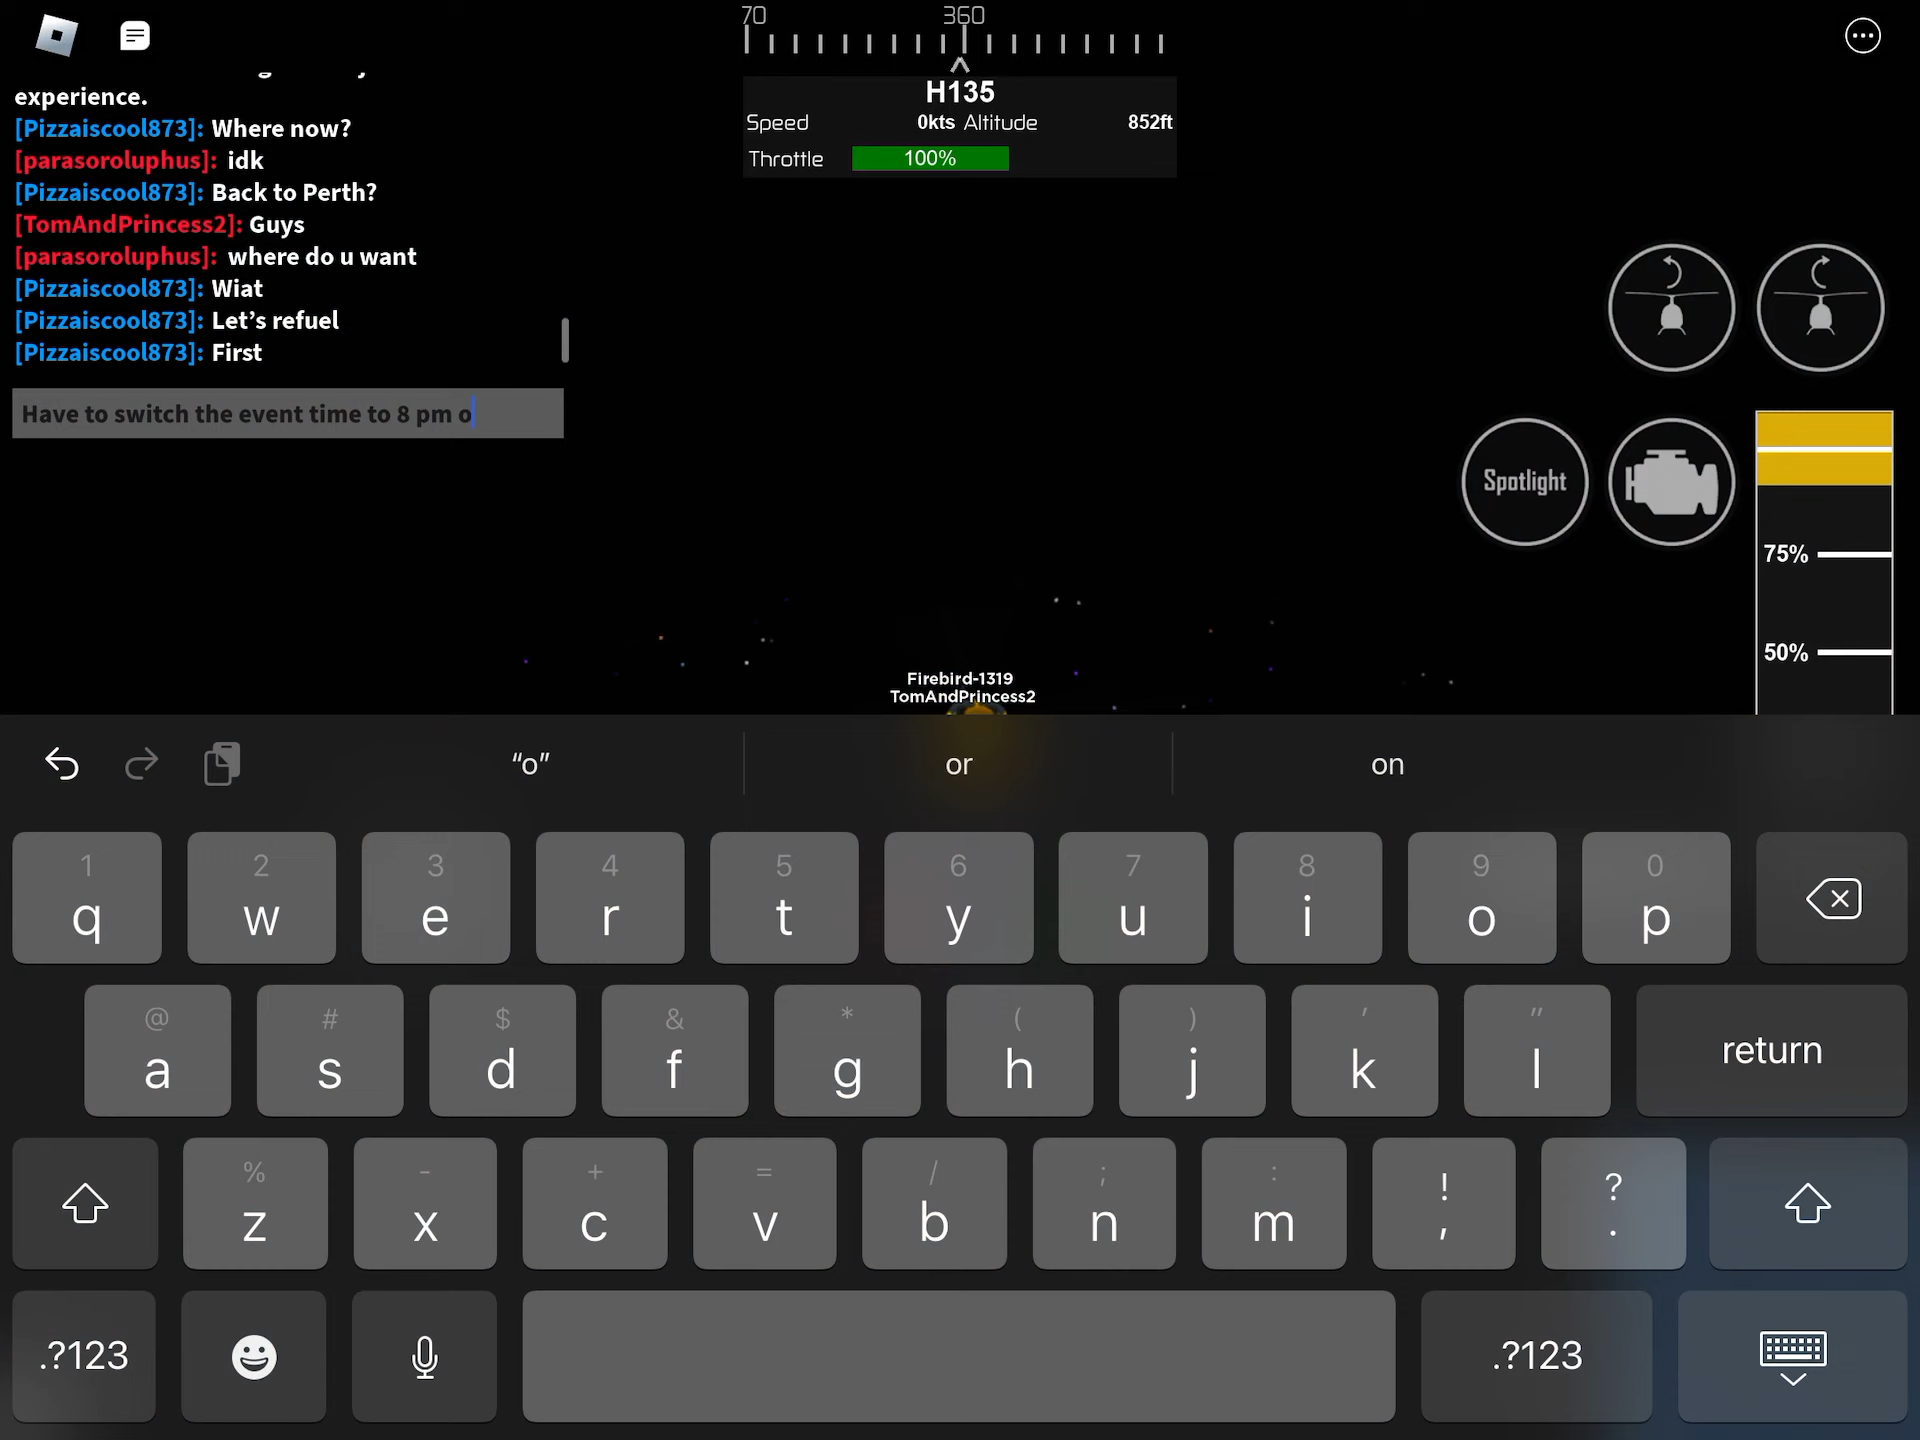 70 360
H135
Speed 0kts Altitude 852ft
Throttle 100%
experience.
[Pizzaiscool873]: Where now?
[parasoroluphus]: idk
[Pizzaiscool873]: Back to Perth?
[TomAndPrincess2]: Guys
[parasoroluphus]: where do u want
[Pizzaiscool873]: Wiat
[Pizzaiscool873]: Let’s refuel
[Pizzaiscool873]: First
Have to switch the event time to 8 pm o
Spotlight
75%
50%
Firebird-1319
TomAndPrincess2
“o” or on
1 2 3 4 5 6 7 8 9 0
q w e r t y u i o p
@ # $ & * ( ) ' "
a s d f g h j k l return
% - + = / ; : ! ?
z x c v b n m , .
.?123 .?123